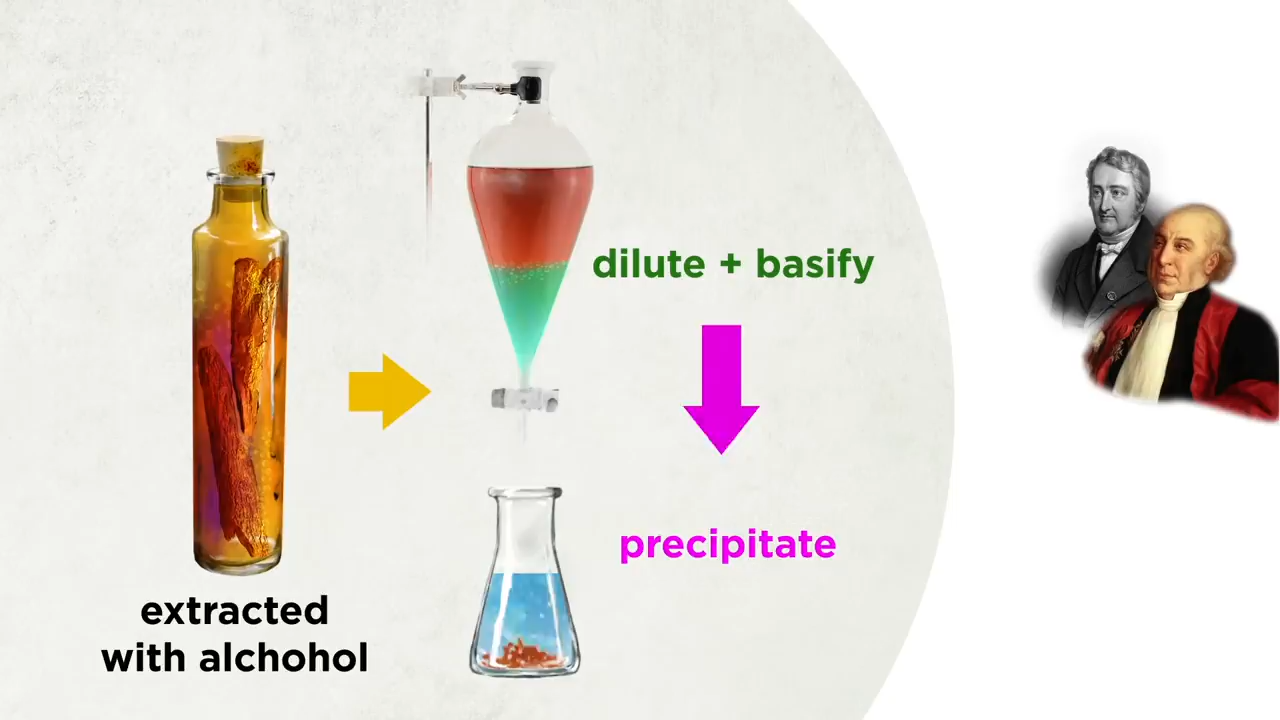 dilute + basify
precipitate
extracted
with alchohol